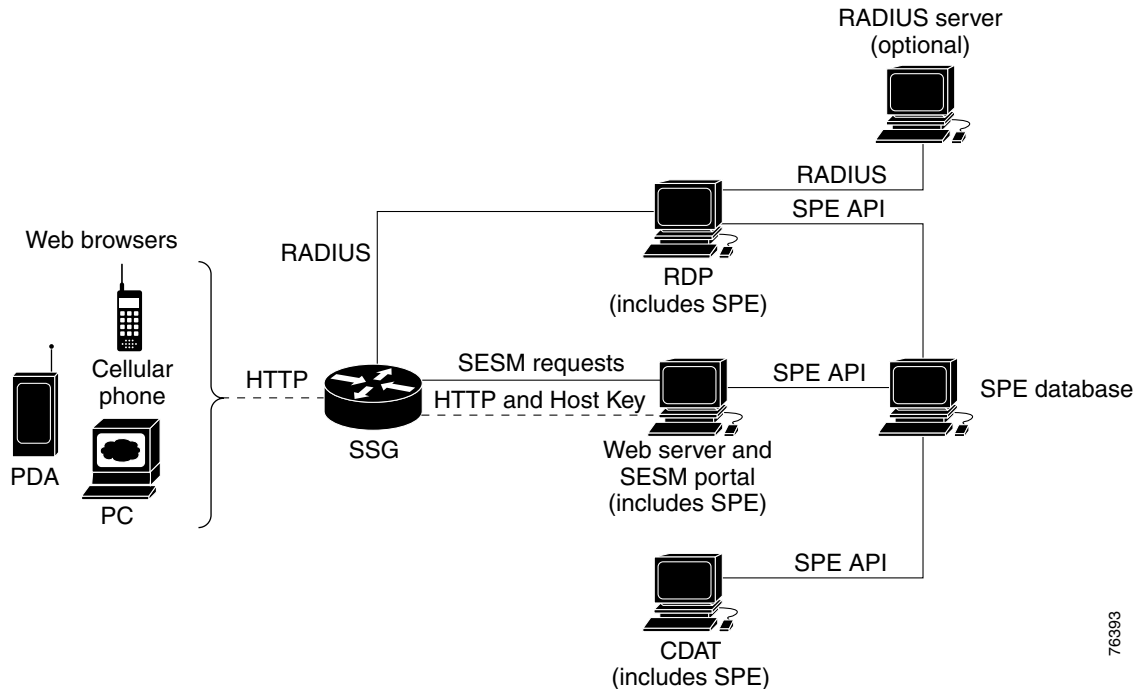 RADIUS server
(optional)
RADIUS
SPE API
RDP
(includes SPE)
RADIUS
Web browsers
Cellular
phone
PDA
PC
HTTP
SSG
SESM requests
HTTP and Host Key
Web server and
SESM portal
(includes SPE)
SPE API
SPE database
SPE API
CDAT
(includes SPE)
76393